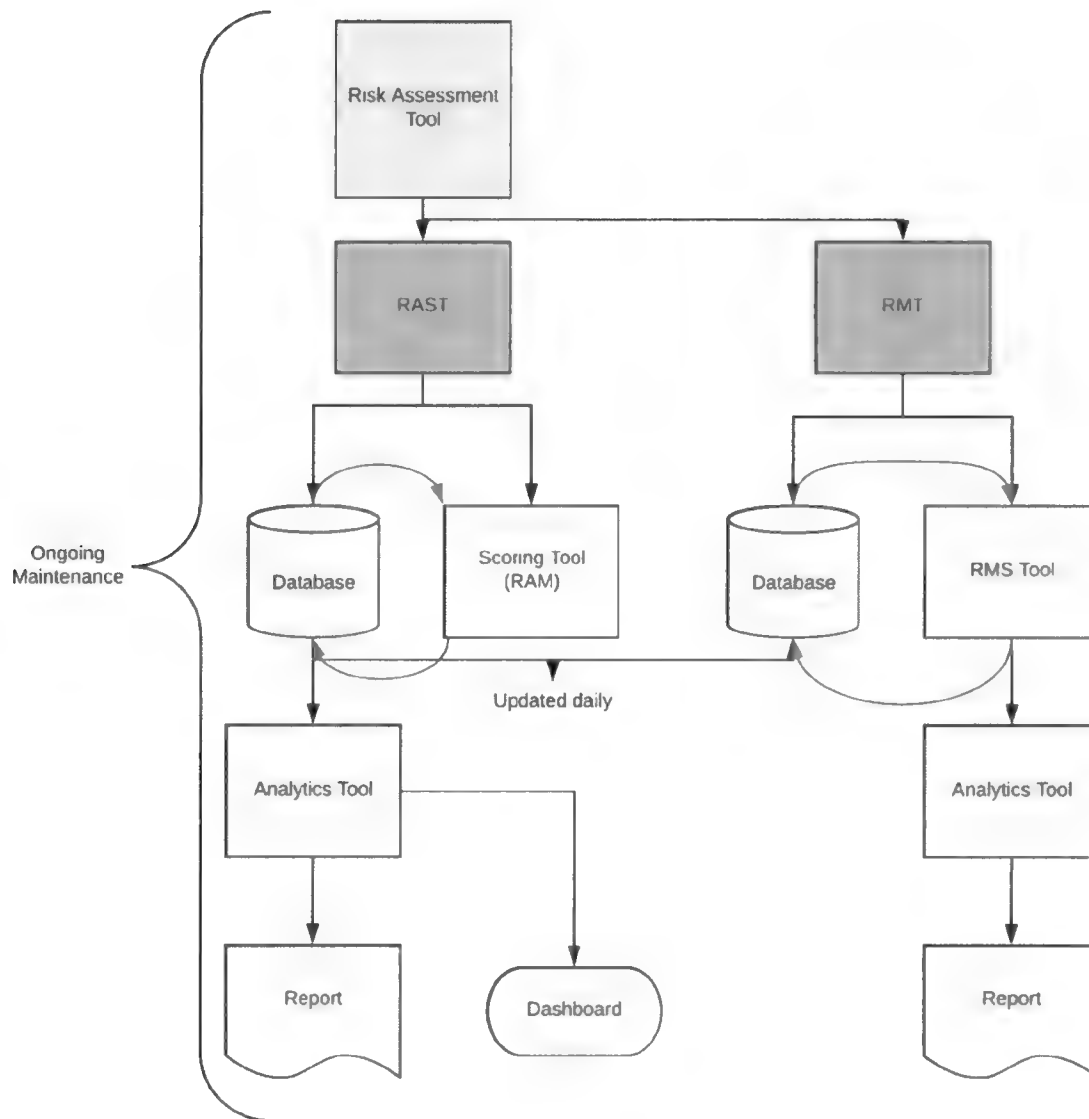 Risk Assessment
Tool
RAST
RMT
Ongoing
Maintenance
Database
Scoring Tool
(RAM)
Database
RMS Tool
Updated daily
Analytics Tool
Analytics Tool
Report
Dashboard
Report